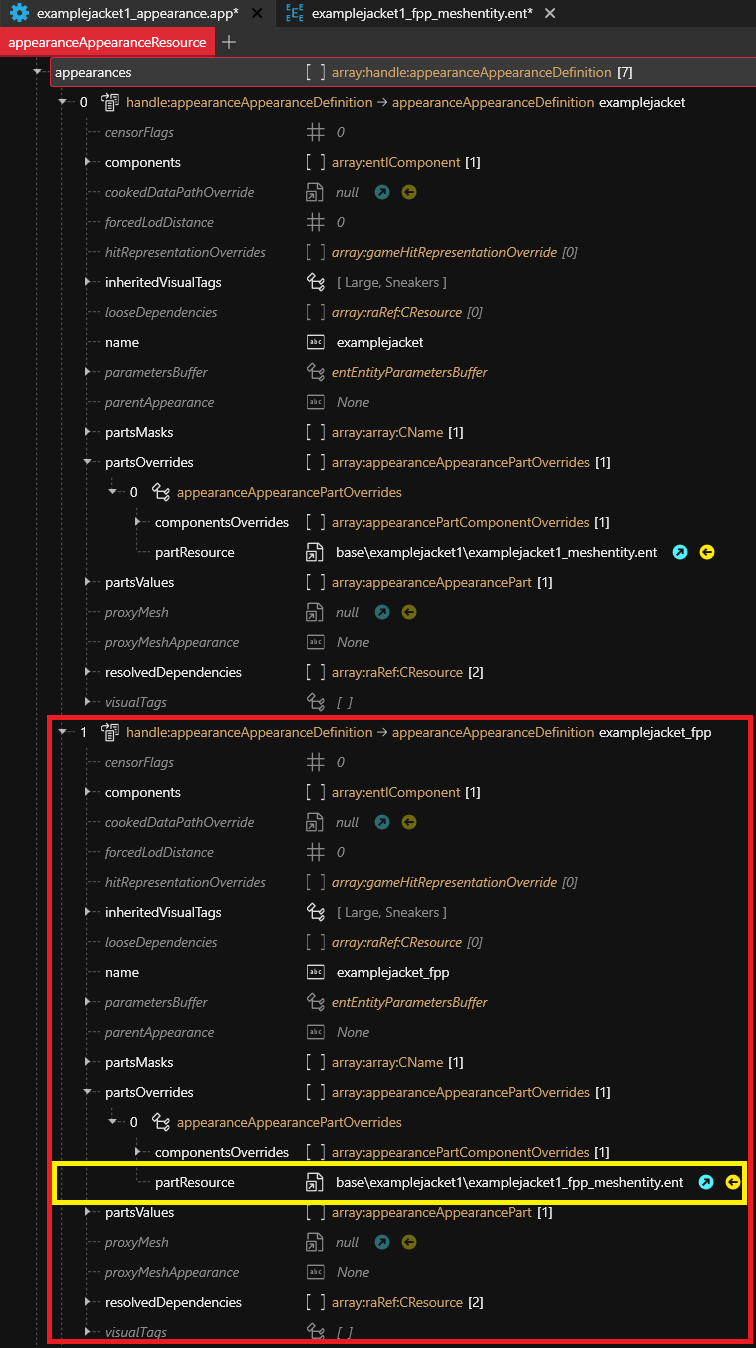 examplejacket1_appearance.app* examplejacket1_fpp_meshentity.ent*
appearanceAppearanceResource
appearances [ ] array:handle:appearanceAppearanceDefinition [7]
0 handle:appearanceAppearanceDefinition → appearanceAppearanceDefinition examplejacket
censorFlags 0
components [ ] array:entIComponent [1]
cookedDataPathOverride null
forcedLodDistance 0
hitRepresentationOverrides [ ] array:gameHitRepresentationOverride [0]
inheritedVisualTags [ Large, Sneakers ]
looseDependencies [ ] array:raRef:CResource [0]
name abc examplejacket
parametersBuffer entEntityParametersBuffer
parentAppearance abc None
partsMasks [ ] array:array:CName [1]
partsOverrides [ ] array:appearanceAppearancePartOverrides [1]
0 appearanceAppearancePartOverrides
componentsOverrides [ ] array:appearancePartComponentOverrides [1]
partResource base\examplejacket1\examplejacket1_meshentity.ent
partsValues [ ] array:appearanceAppearancePart [1]
proxyMesh null
proxyMeshAppearance abc None
resolvedDependencies [ ] array:raRef:CResource [2]
visualTags [ ]
1 handle:appearanceAppearanceDefinition → appearanceAppearanceDefinition examplejacket_fpp
censorFlags 0
components [ ] array:entIComponent [1]
cookedDataPathOverride null
forcedLodDistance 0
hitRepresentationOverrides [ ] array:gameHitRepresentationOverride [0]
inheritedVisualTags [ Large, Sneakers ]
looseDependencies [ ] array:raRef:CResource [0]
name abc examplejacket_fpp
parametersBuffer entEntityParametersBuffer
parentAppearance abc None
partsMasks [ ] array:array:CName [1]
partsOverrides [ ] array:appearanceAppearancePartOverrides [1]
0 appearanceAppearancePartOverrides
componentsOverrides [ ] array:appearancePartComponentOverrides [1]
partResource base\examplejacket1\examplejacket1_fpp_meshentity.ent
partsValues [ ] array:appearanceAppearancePart [1]
proxyMesh null
proxyMeshAppearance abc None
resolvedDependencies [ ] array:raRef:CResource [2]
visualTags [ ]